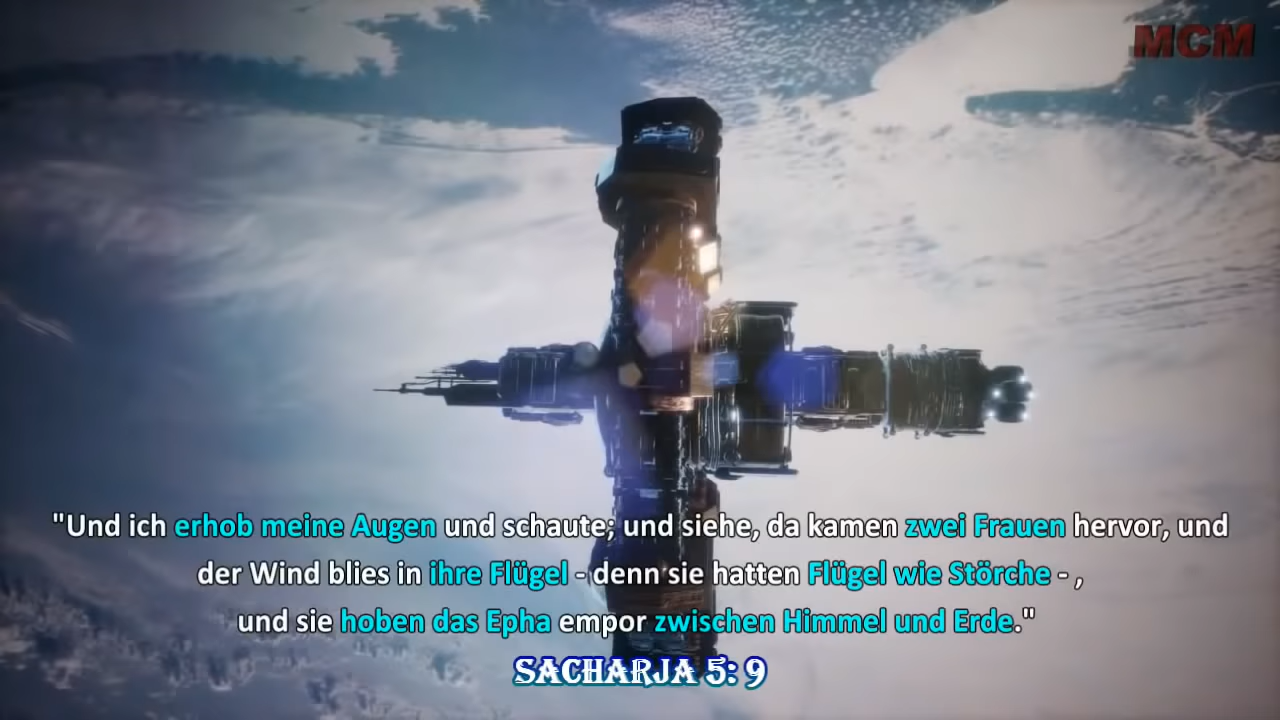 MCM
"Und ich erhob meine Augen und schaute; und siehe, da kamen zwei Frauen hervor, und
der Wind blies in ihre Flügel - denn sie hatten Flügel wie Störche - ,
und sie hoben das Epha empor zwischen Himmel und Erde."
SACHARJA 5: 9